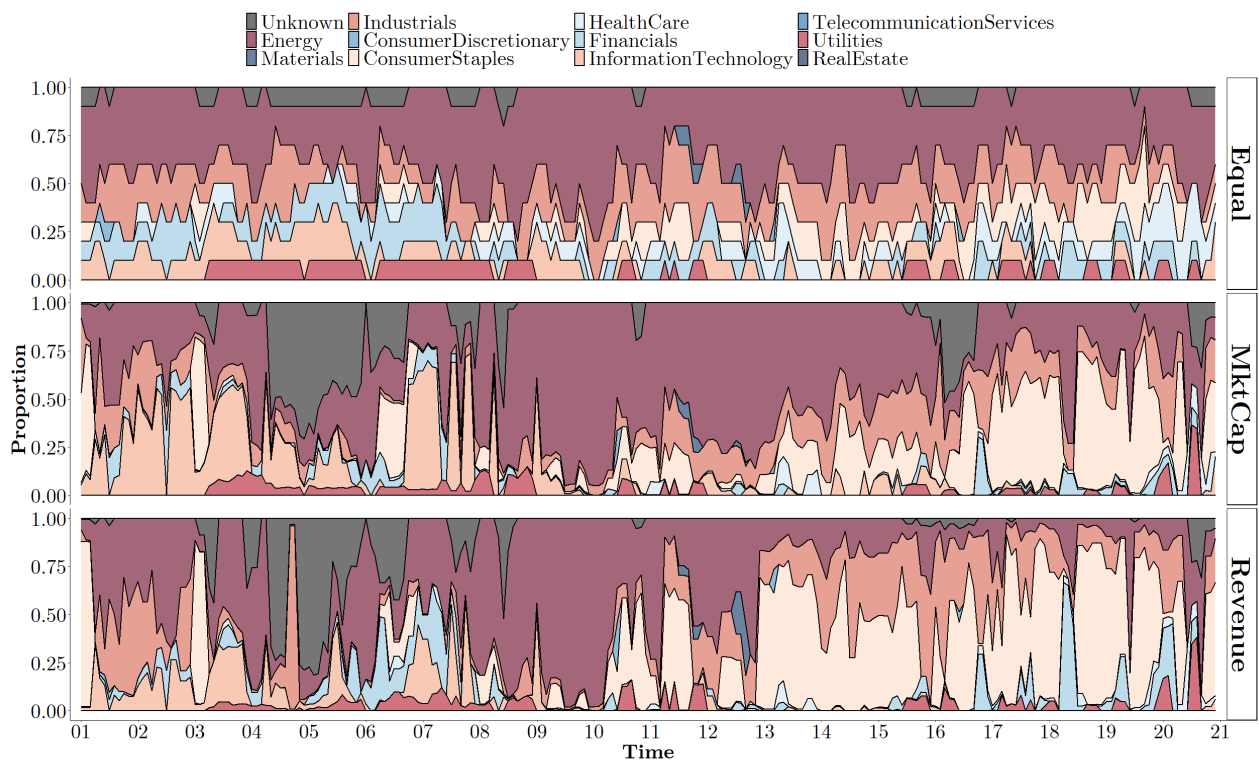 Unknown Industrials HealthCare TelecommunicationServices
Energy ConsumerDiscretionary Financials Utilities
Materials ConsumerStaples InformationTechnology RealEstate
1.00
0.75
0.50
0.25
0.00
Equal
1.00
0.75
0.50
0.25
0.00
MktCap
Proportion
1.00
0.75
0.50
0.25
0.00
Revenue
01 02 03 04 05 06 07 08 09 10 11 12 13 14 15 16 17 18 19 20 21
Time